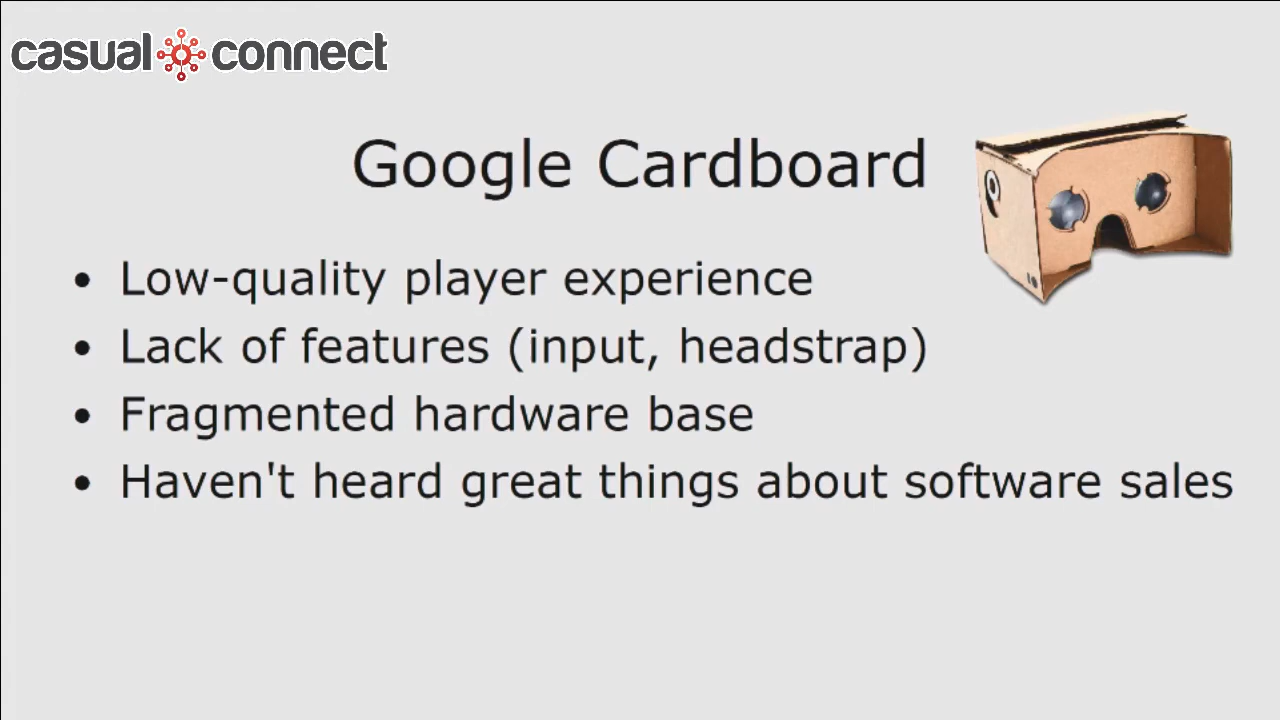 casual connect
Google Cardboard
• Low-quality player experience
• Lack of features (input, headstrap)
• Fragmented hardware base
• Haven't heard great things about software sales